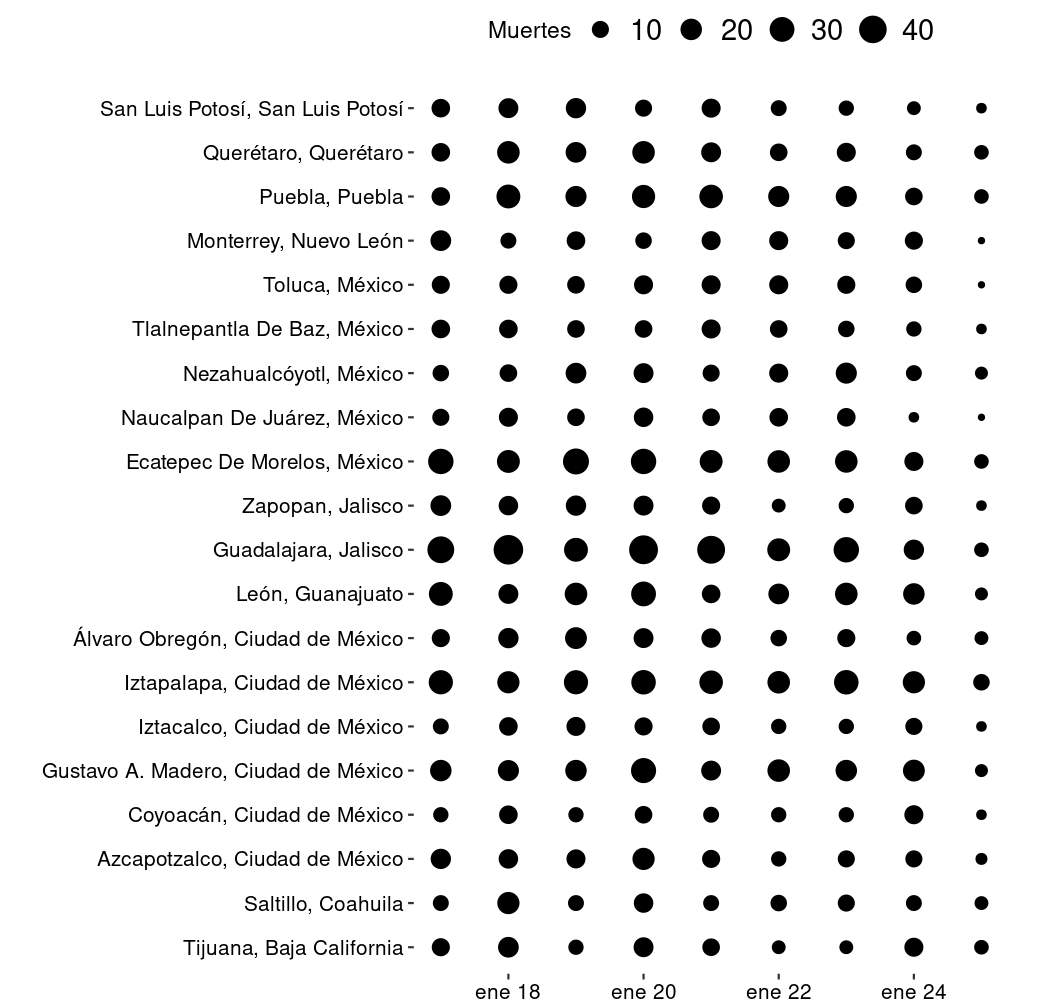 Muertes 10 20 30 40
San Luis Potosí, San Luis Potosí
Querétaro, Querétaro
Puebla, Puebla
Monterrey, Nuevo León
Toluca, México
Tlalnepantla De Baz, México
Nezahualcóyotl, México
Naucalpan De Juárez, México
Ecatepec De Morelos, México
Zapopan, Jalisco
Guadalajara, Jalisco
León, Guanajuato
Álvaro Obregón, Ciudad de México
Iztapalapa, Ciudad de México
Iztacalco, Ciudad de México
Gustavo A. Madero, Ciudad de México
Coyoacán, Ciudad de México
Azcapotzalco, Ciudad de México
Saltillo, Coahuila
Tijuana, Baja California
ene 18 ene 20 ene 22 ene 24